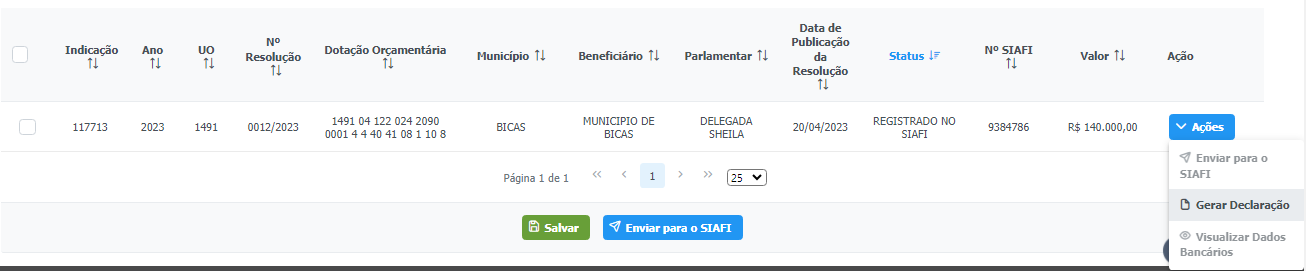 Indicação
Ano
UO
Nº
Resolução
Dotação Orçamentária
Município
Beneficiário
Parlamentar
Data de
Publicação
da
Resolução
Status
Nº SIAFI
Valor
Ação
117713
2023
1491
0012/2023
1491 04 122 024 2090
0001 4 4 40 41 08 1 10 8
BICAS
MUNICIPIO DE
BICAS
DELEGADA
SHEILA
20/04/2023
REGISTRADO NO
SIAFI
9384786
R$ 140.000,00
Ações
Enviar para o
SIAFI
Gerar Declaração
Visualizar Dados
Bancários
Página 1 de 1
1
25
Salvar
Enviar para o SIAFI